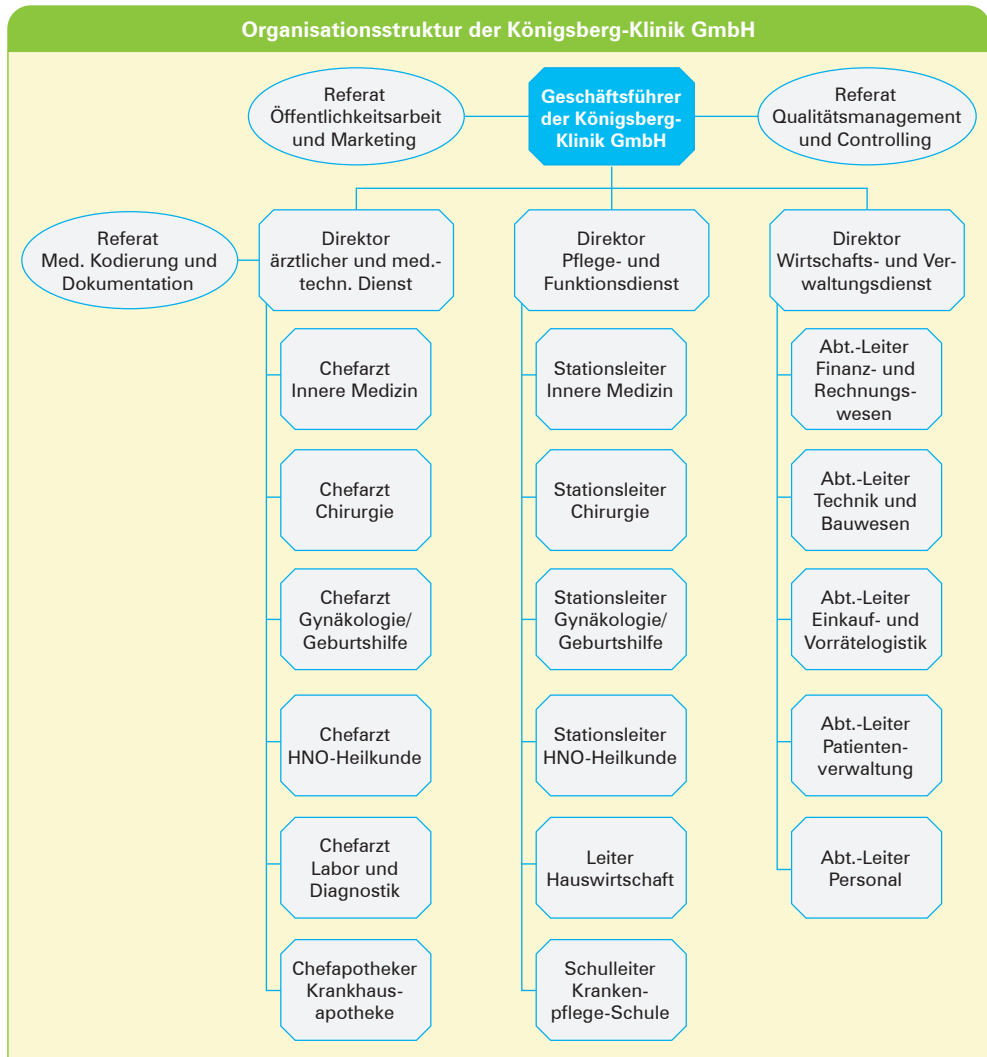 Organisationsstruktur der Königsberg-Klinik GmbH
Referat
Öffentlichkeitsarbeit
und Marketing
Geschäftsführer
der Königsberg-
Klinik GmbH
Referat
Qualitätsmanagement
und Controlling
Referat
Med. Kodierung und
Dokumentation
Direktor
ärztlicher und med.-
techn. Dienst
Direktor
Pflege- und
Funktionsdienst
Direktor
Wirtschafts- und Ver-
waltungsdienst
Chefarzt
Innere Medizin
Stationsleiter
Innere Medizin
Abt.-Leiter
Finanz- und
Rechnungs-
wesen
Chefarzt
Chirurgie
Stationsleiter
Chirurgie
Abt.-Leiter
Technik und
Bauwesen
Chefarzt
Gynäkologie/
Geburtshilfe
Stationsleiter
Gynäkologie/
Geburtshilfe
Abt.-Leiter
Einkauf- und
Vorrätelogistik
Chefarzt
HNO-Heilkunde
Stationsleiter
HNO-Heilkunde
Abt.-Leiter
Patienten-
verwaltung
Chefarzt
Labor und
Diagnostik
Leiter
Hauswirtschaft
Abt.-Leiter
Personal
Chefapotheker
Krankhaus-
apotheke
Schulleiter
Kranken-
pflege-Schule